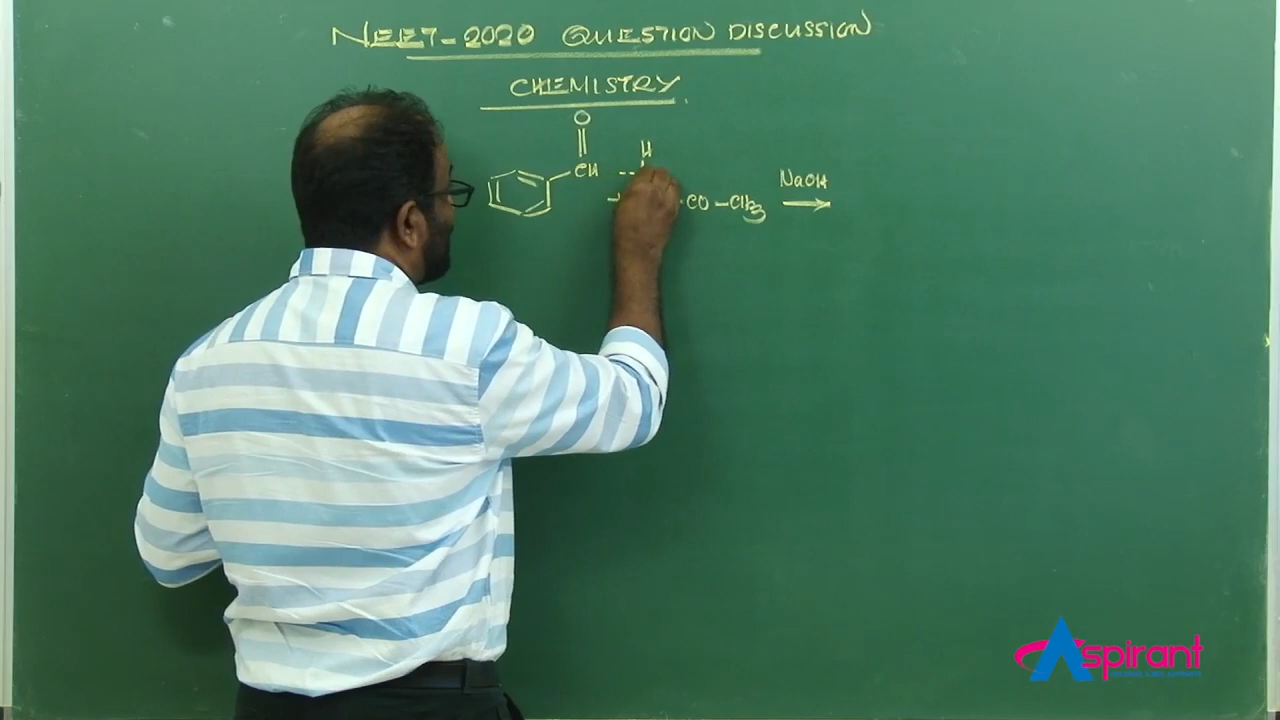 NEET-2020 QUESTION DISCUSSION
CHEMISTRY
O
H
CH
NaOH
CO-CH3
Aspirant